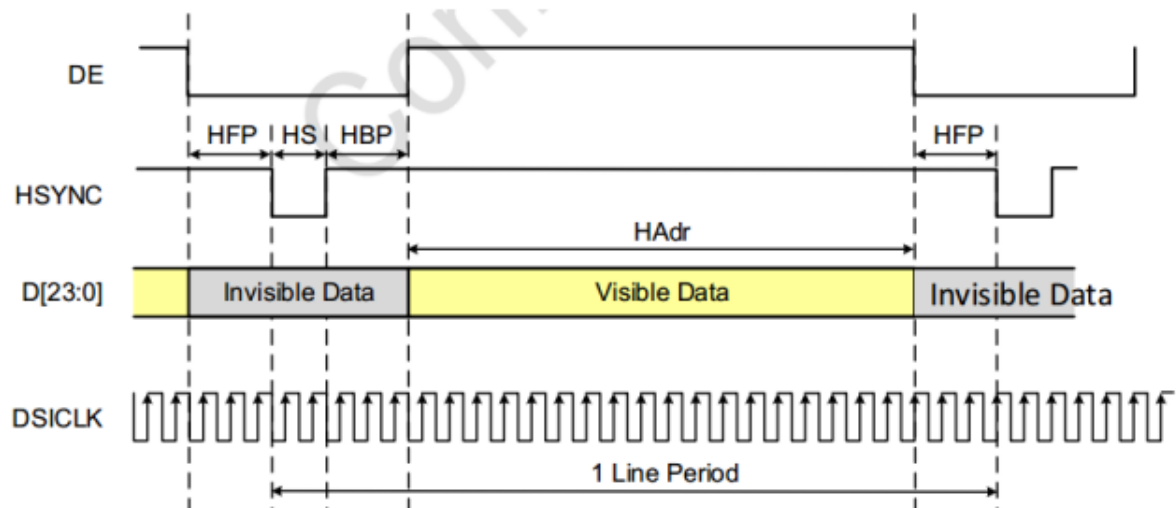 Com
DE
HFP HS HBP HFP
HSYNC
HAdr
D[23:0] Invisible Data Visible Data Invisible Data
DSICLK
1 Line Period